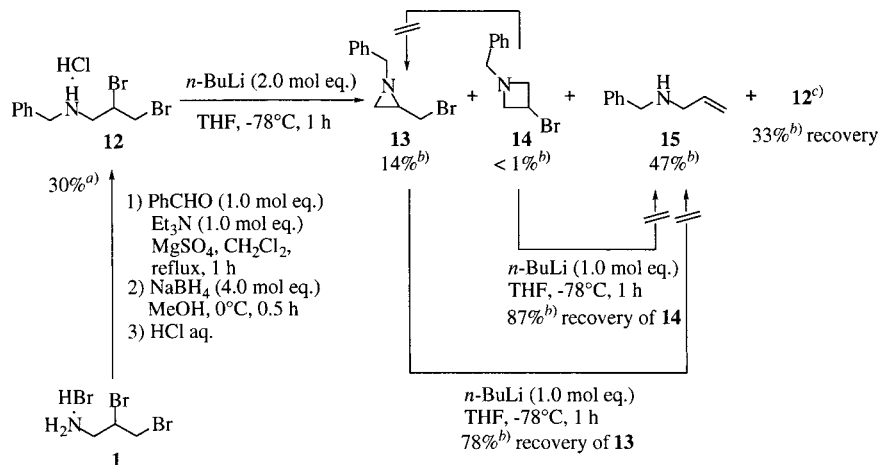 HCl
H Br
Ph N Br
12
n-BuLi (2.0 mol eq.)
THF, -78°C, 1 h
Ph
N
Br
13
14% b)
+
Ph
N
Br
14
< 1% b)
+
H
Ph N
15
47% b)
+ 12 c)
33% b) recovery
30% a)
1) PhCHO (1.0 mol eq.)
Et3N (1.0 mol eq.)
MgSO4, CH2Cl2,
reflux, 1 h
2) NaBH4 (4.0 mol eq.)
MeOH, 0°C, 0.5 h
3) HCl aq.
n-BuLi (1.0 mol eq.)
THF, -78°C, 1 h
87% b) recovery of 14
n-BuLi (1.0 mol eq.)
THF, -78°C, 1 h
78% b) recovery of 13
HBr
Br
H2N Br
1